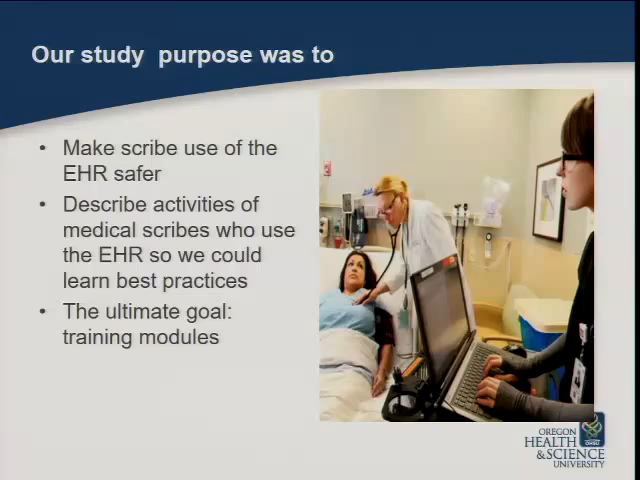 Our study purpose was to
• Make scribe use of the
EHR safer
• Describe activities of
medical scribes who use
the EHR so we could
learn best practices
• The ultimate goal:
training modules
OREGON
HEALTH
& SCIENCE
UNIVERSITY